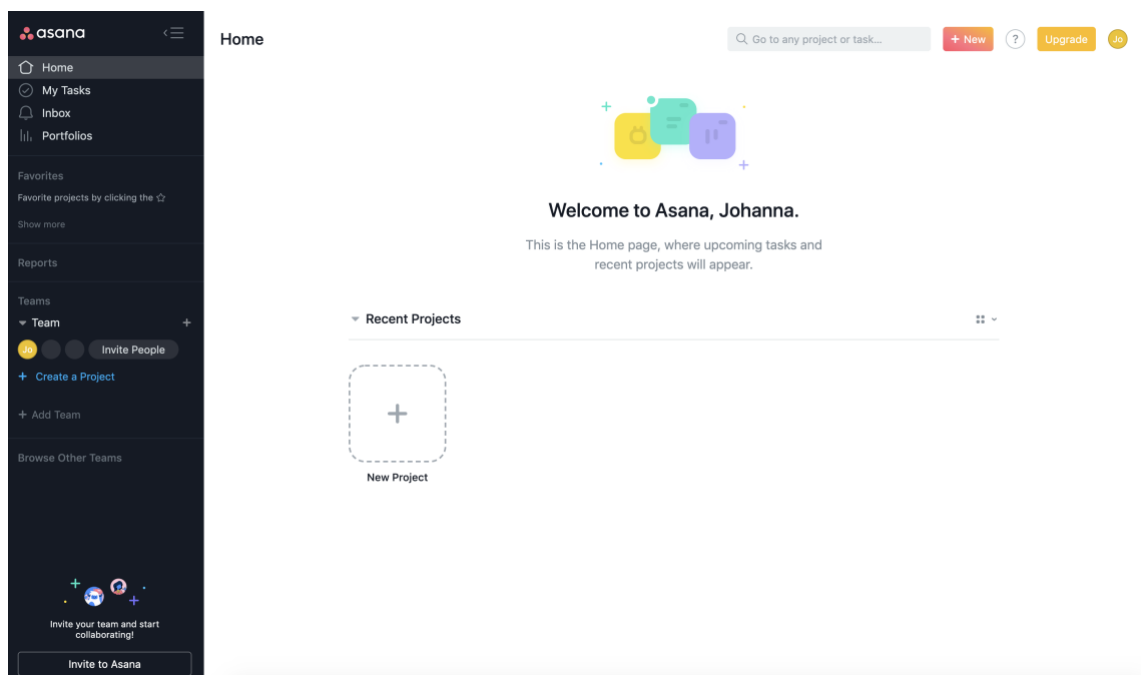 asana
Home
My Tasks
Inbox
Portfolios
Favorites
Favorite projects by clicking the
Show more
Reports
Teams
Team
+
Jo
Invite People
+ Create a Project
+ Add Team
Browse Other Teams
Invite your team and start
collaborating!
Invite to Asana
Home
Go to any project or task...
+ New
?
Upgrade
Jo
Welcome to Asana, Johanna.
This is the Home page, where upcoming tasks and
recent projects will appear.
Recent Projects
+
New Project